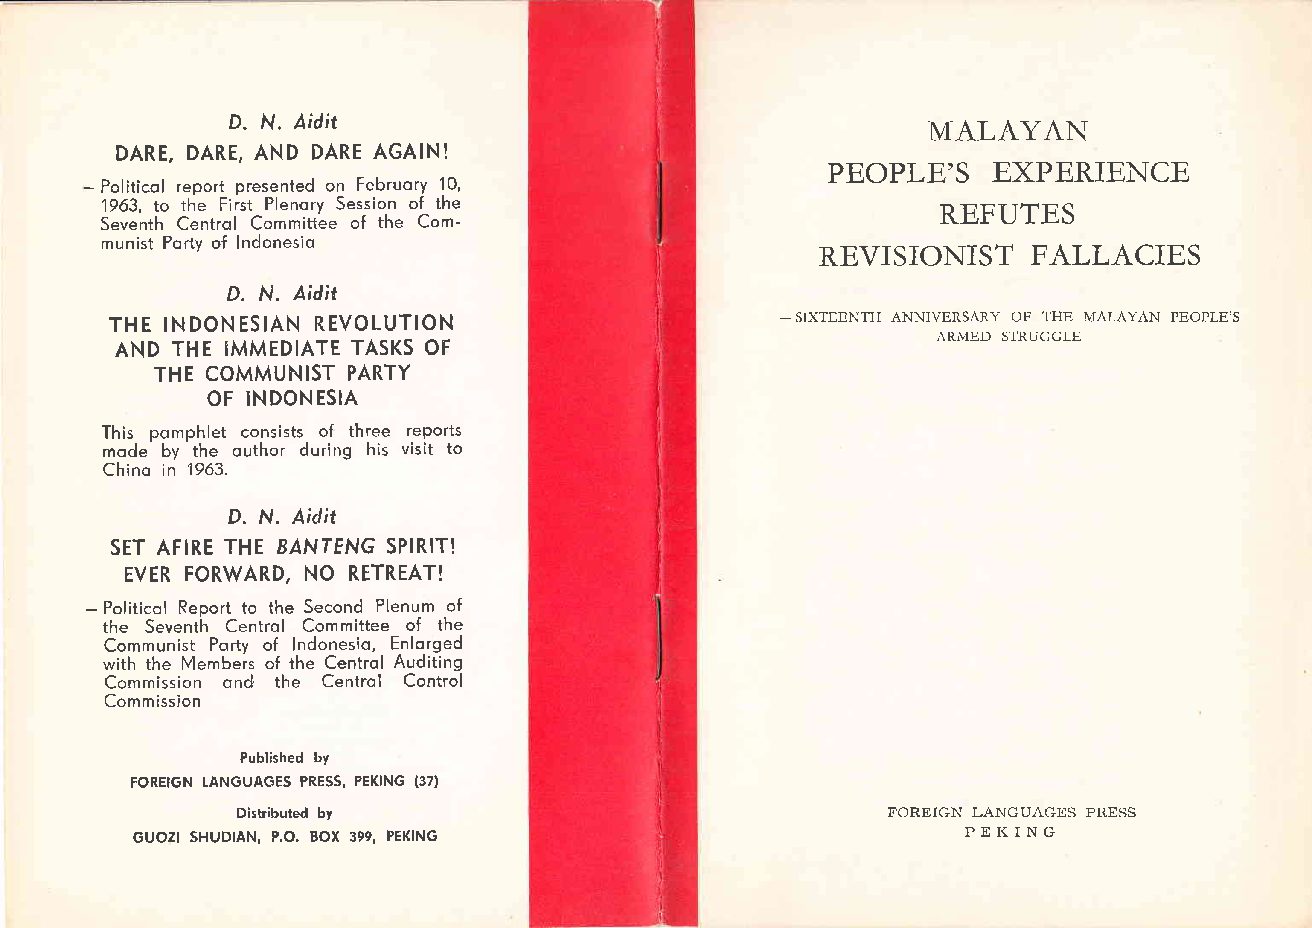 D. N. Aidit
DARE, DARE, AND DARE AGAIN!
– Political report presented on February 10,
1963, to the First Plenary Session of the
Seventh Central Committee of the Com-
munist Party of Indonesia
D. N. Aidit
THE INDONESIAN REVOLUTION
AND THE IMMEDIATE TASKS OF
THE COMMUNIST PARTY
OF INDONESIA
This pamphlet consists of three reports
made by the author during his visit to
China in 1963.
D. N. Aidit
SET AFIRE THE BANTENG SPIRIT!
EVER FORWARD, NO RETREAT!
– Political Report to the Second Plenum of
the Seventh Central Committee of the
Communist Party of Indonesia, Enlarged
with the Members of the Central Auditing
Commission and the Central Control
Commission
Published by
FOREIGN LANGUAGES PRESS, PEKING (37)
Distributed by
GUOZI SHUDIAN, P.O. BOX 399, PEKING
MALAYAN
PEOPLE'S EXPERIENCE
REFUTES
REVISIONIST FALLACIES
– SIXTEENTH ANNIVERSARY OF THE MALAYAN PEOPLE'S
ARMED STRUGGLE
FOREIGN LANGUAGES PRESS
PEKING